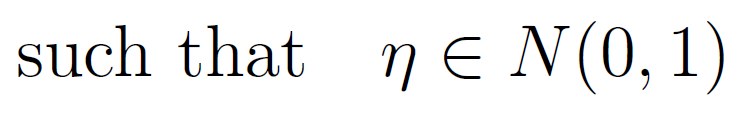 such that η ∈ N(0, 1)